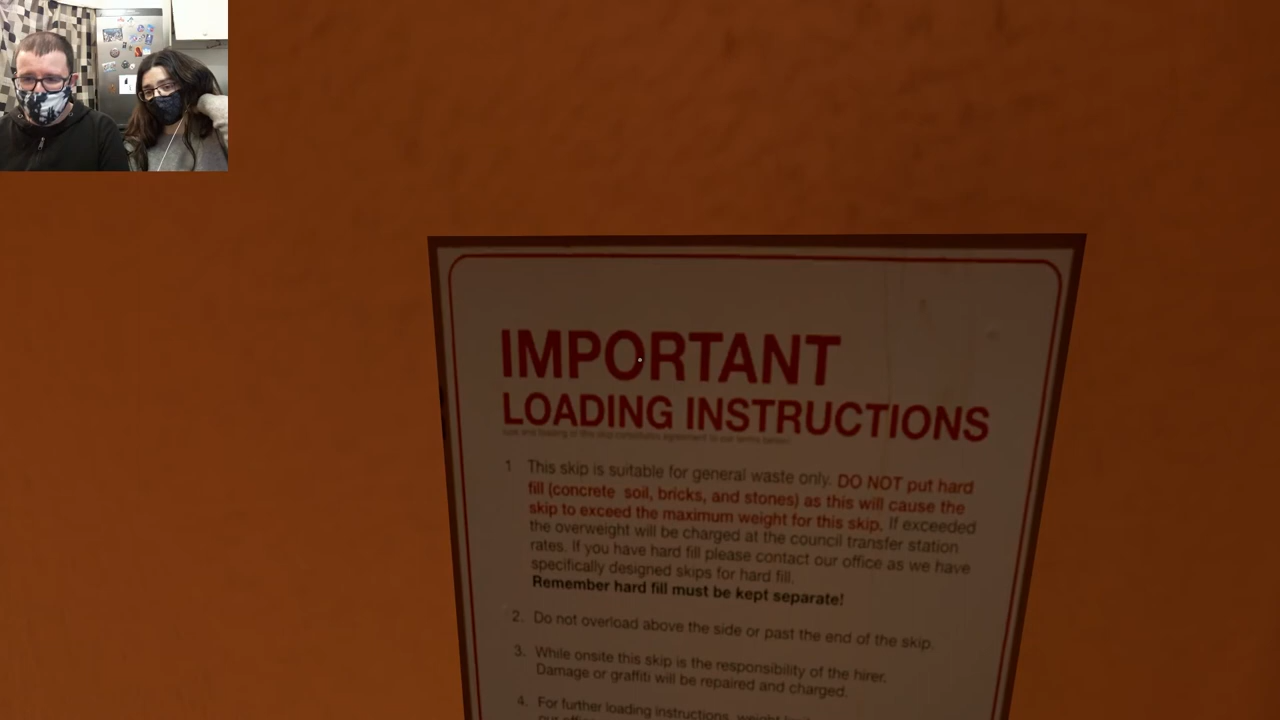 IMPORTANT
LOADING INSTRUCTIONS
1 This skip is suitable for general waste only. DO NOT put hard
fill (concrete soil, bricks, and stones) as this will cause the
skip to exceed the maximum weight for this skip. If exceeded
the overweight will be charged at the council transfer station
rates. If you have hard fill please contact our office as we have
specifically designed skips for hard fill.
Remember hard fill must be kept separate!
2. Do not overload above the side or past the end of the skip.
3. While onsite this skip is the responsibility of the hirer.
Damage or graffiti will be repaired and charged.
4. For further loading instructions, weight